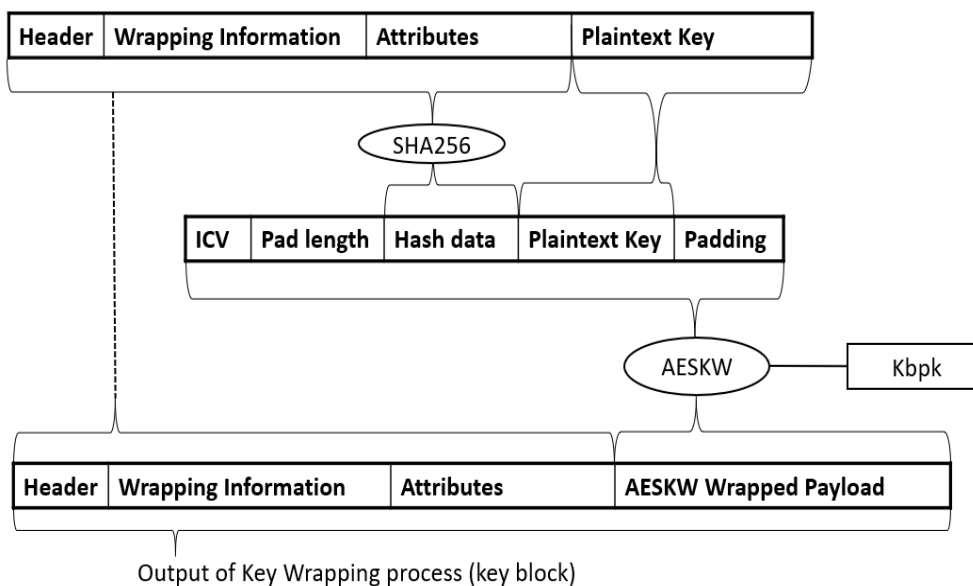 Header Wrapping Information Attributes Plaintext Key
SHA256
ICV Pad length Hash data Plaintext Key Padding
AESKW Kbpk
Header Wrapping Information Attributes AESKW Wrapped Payload
Output of Key Wrapping process (key block)